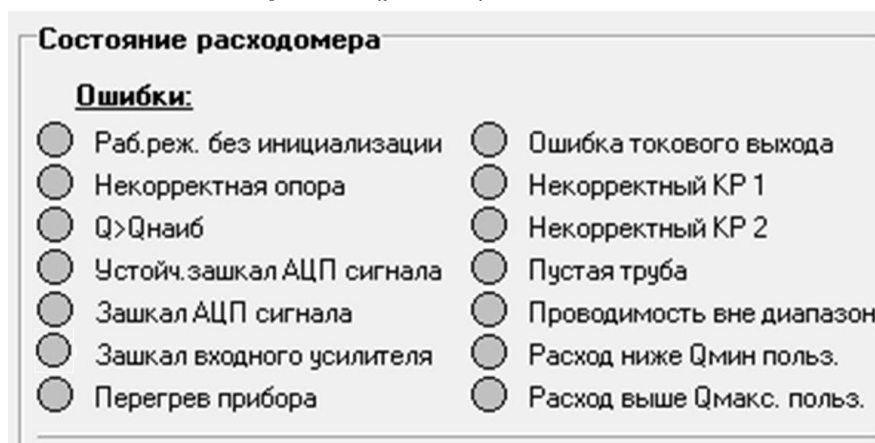 Состояние расходомера
Ошибки:
Раб.реж. без инициализации
Некорректная опора
Q>Qнаиб
Устойч.зашкал АЦП сигнала
Зашкал АЦП сигнала
Зашкал входного усилителя
Перегрев прибора
Ошибка токового выхода
Некорректный КР 1
Некорректный КР 2
Пустая труба
Проводимость вне диапазон
Расход ниже Qмин польз.
Расход выше Qмакс. польз.